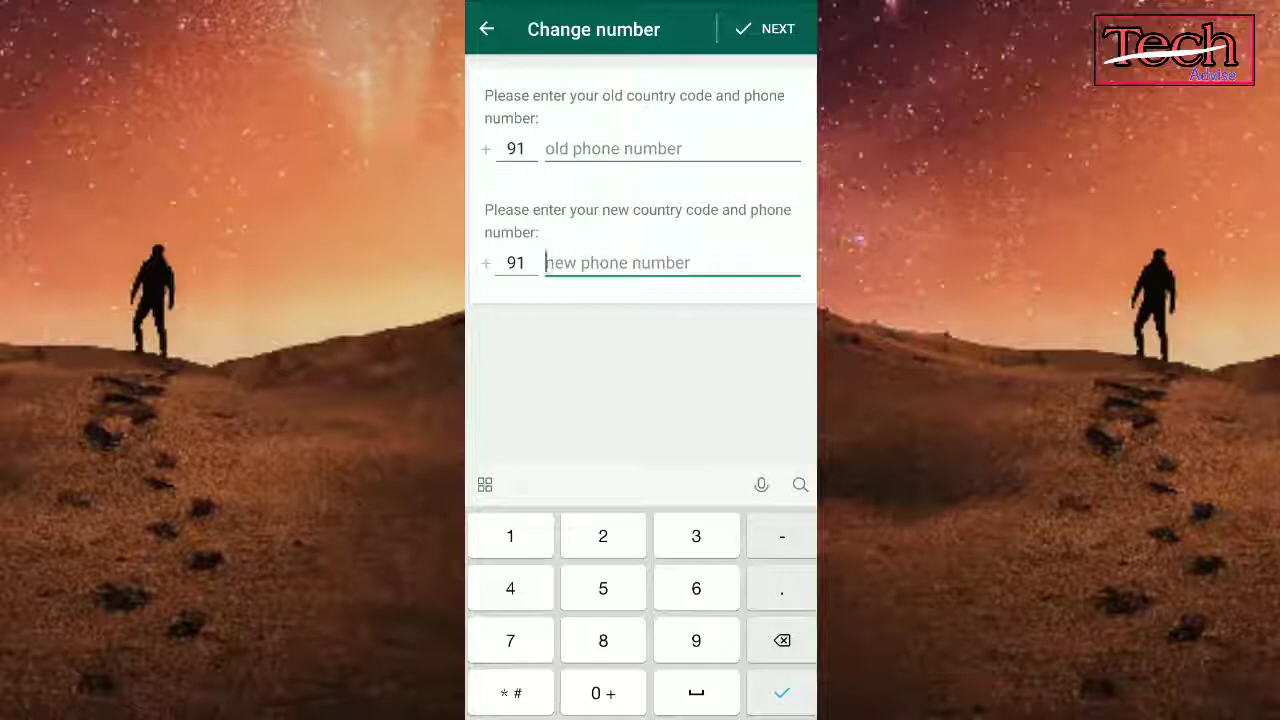 Change number
NEXT
Tech
Advise
Please enter your old country code and phone
number:
+ 91 old phone number
Please enter your new country code and phone
number:
+ 91 new phone number
1 2 3 -
4 5 6 .
7 8 9
* # 0 +